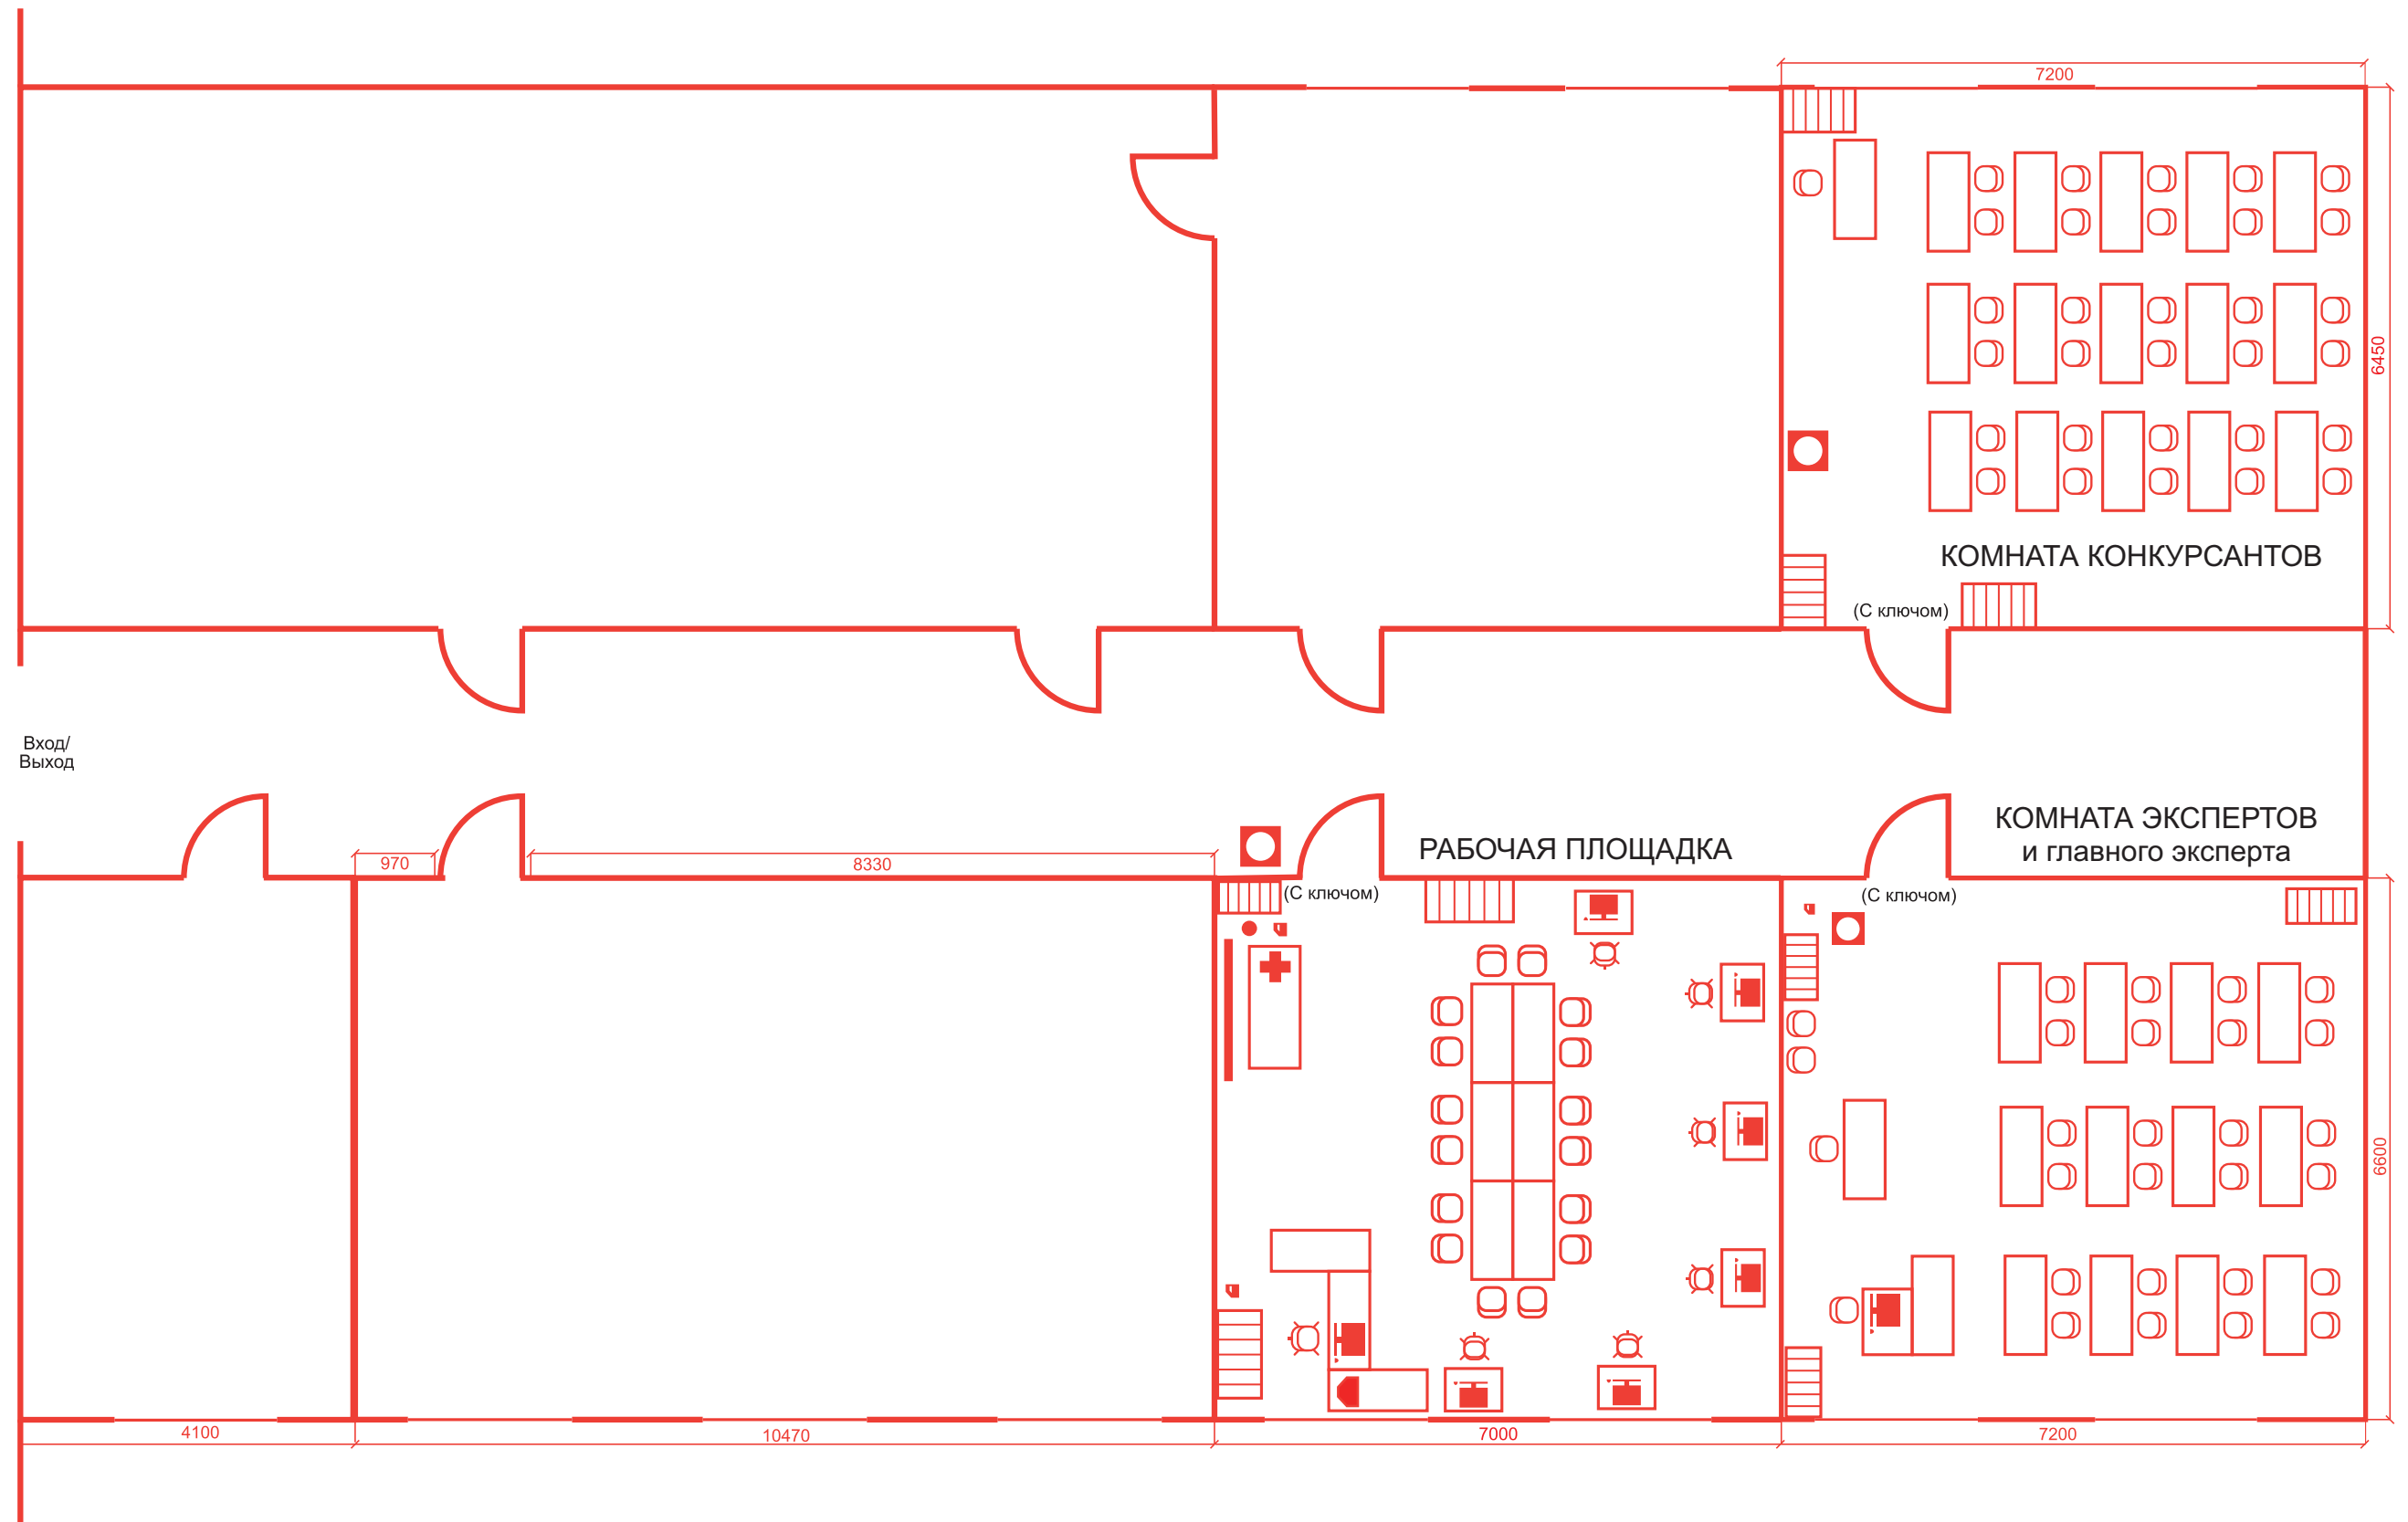 7200
6450
КОМНАТА КОНКУРСАНТОВ
(С ключом)
Вход/
Выход
КОМНАТА ЭКСПЕРТОВ
и главного эксперта
РАБОЧАЯ ПЛОЩАДКА
970
8330
(С ключом)
(С ключом)
6600
4100
10470
7000
7200